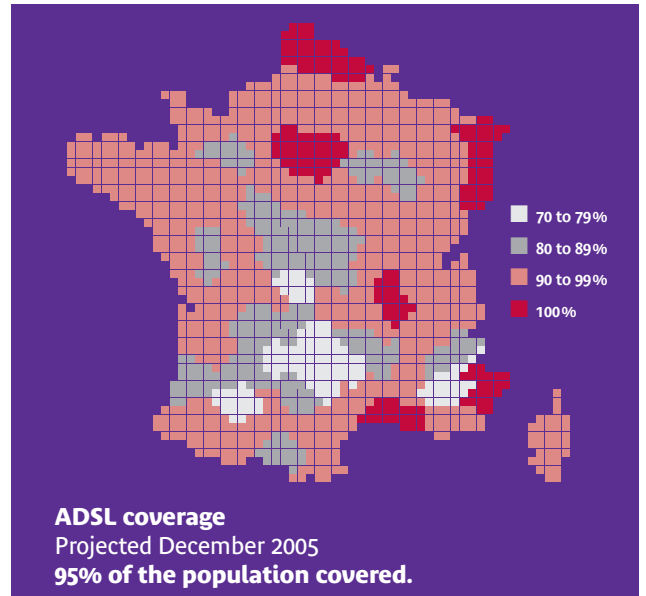 70 to 79%
80 to 89%
90 to 99%
100%
ADSL coverage
Projected December 2005
95% of the population covered.